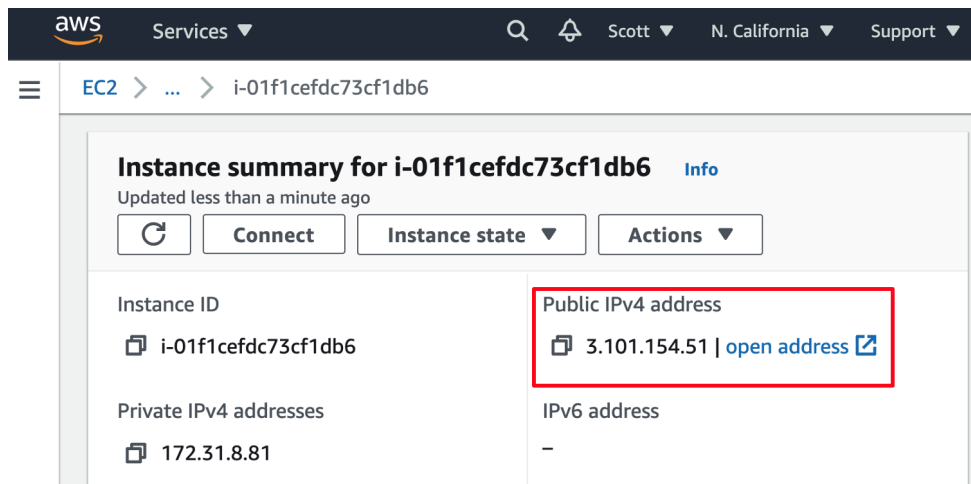 aws Services ▼ Scott ▼ N. California ▼ Support ▼
EC2 > ... > i-01f1cefdc73cf1db6
Instance summary for i-01f1cefdc73cf1db6 Info
Updated less than a minute ago
Connect Instance state ▼ Actions ▼
Instance ID
i-01f1cefdc73cf1db6
Public IPv4 address
3.101.154.51 | open address
Private IPv4 addresses
172.31.8.81
IPv6 address
–